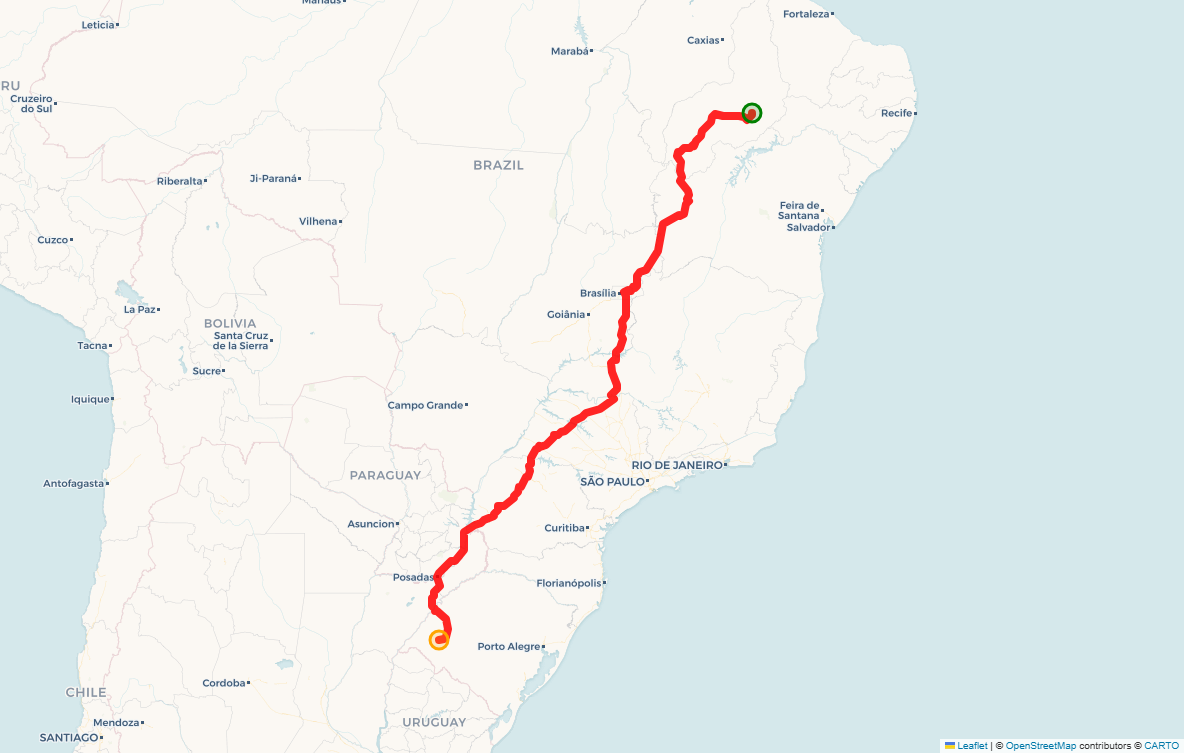 Manaus
Fortaleza
Leticia
Caxias
Marabá
RU
Cruzeiro
do Sul
Recife
BRAZIL
Riberalta
Ji-Paraná
Feira de
Santana
Vilhena
Salvador
Cuzco
Brasília
La Paz
Goiânia
BOLIVIA
Santa Cruz
de la Sierra
Tacna
Sucre
Iquique
Campo Grande
RIO DE JANEIRO
PARAGUAY
SÃO PAULO
Antofagasta
Asuncion
Curitiba
Posadas
Florianópolis
Porto Alegre
Cordoba
CHILE
Mendoza
URUGUAY
SANTIAGO
Leaflet | © OpenStreetMap contributors © CARTO